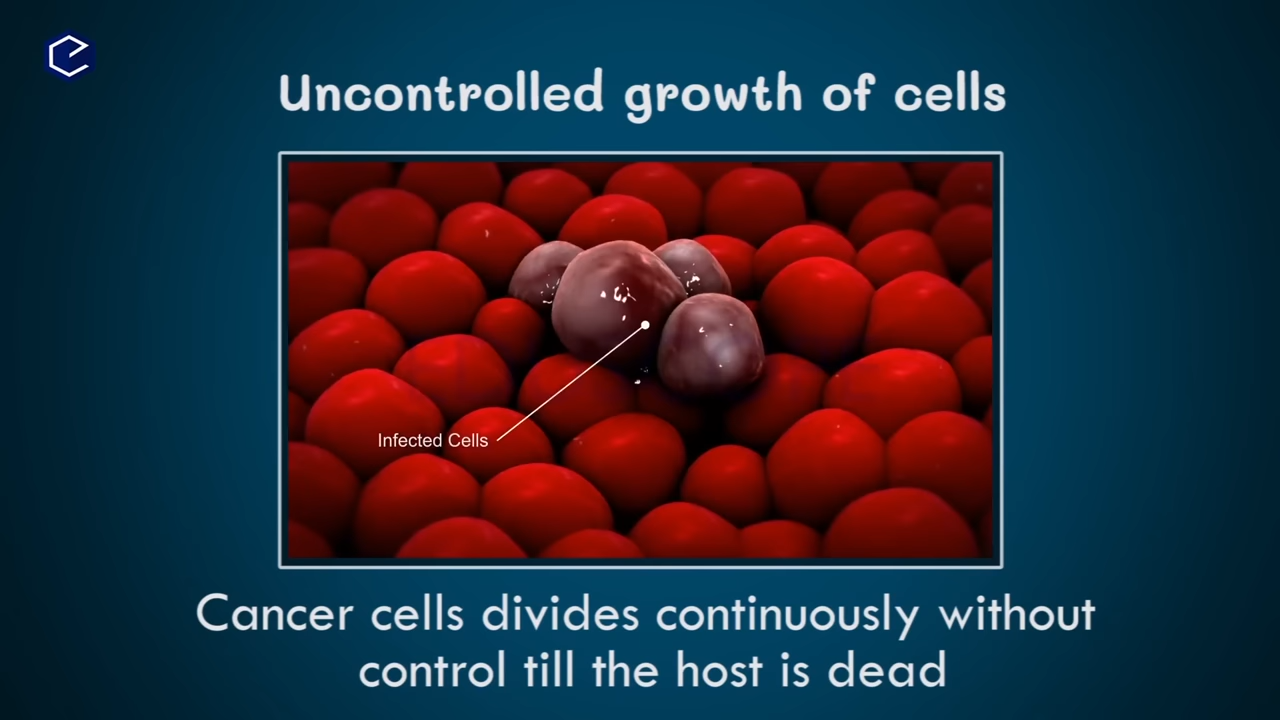 Uncontrolled growth of cells
Infected Cells
Cancer cells divides continuously without
control till the host is dead